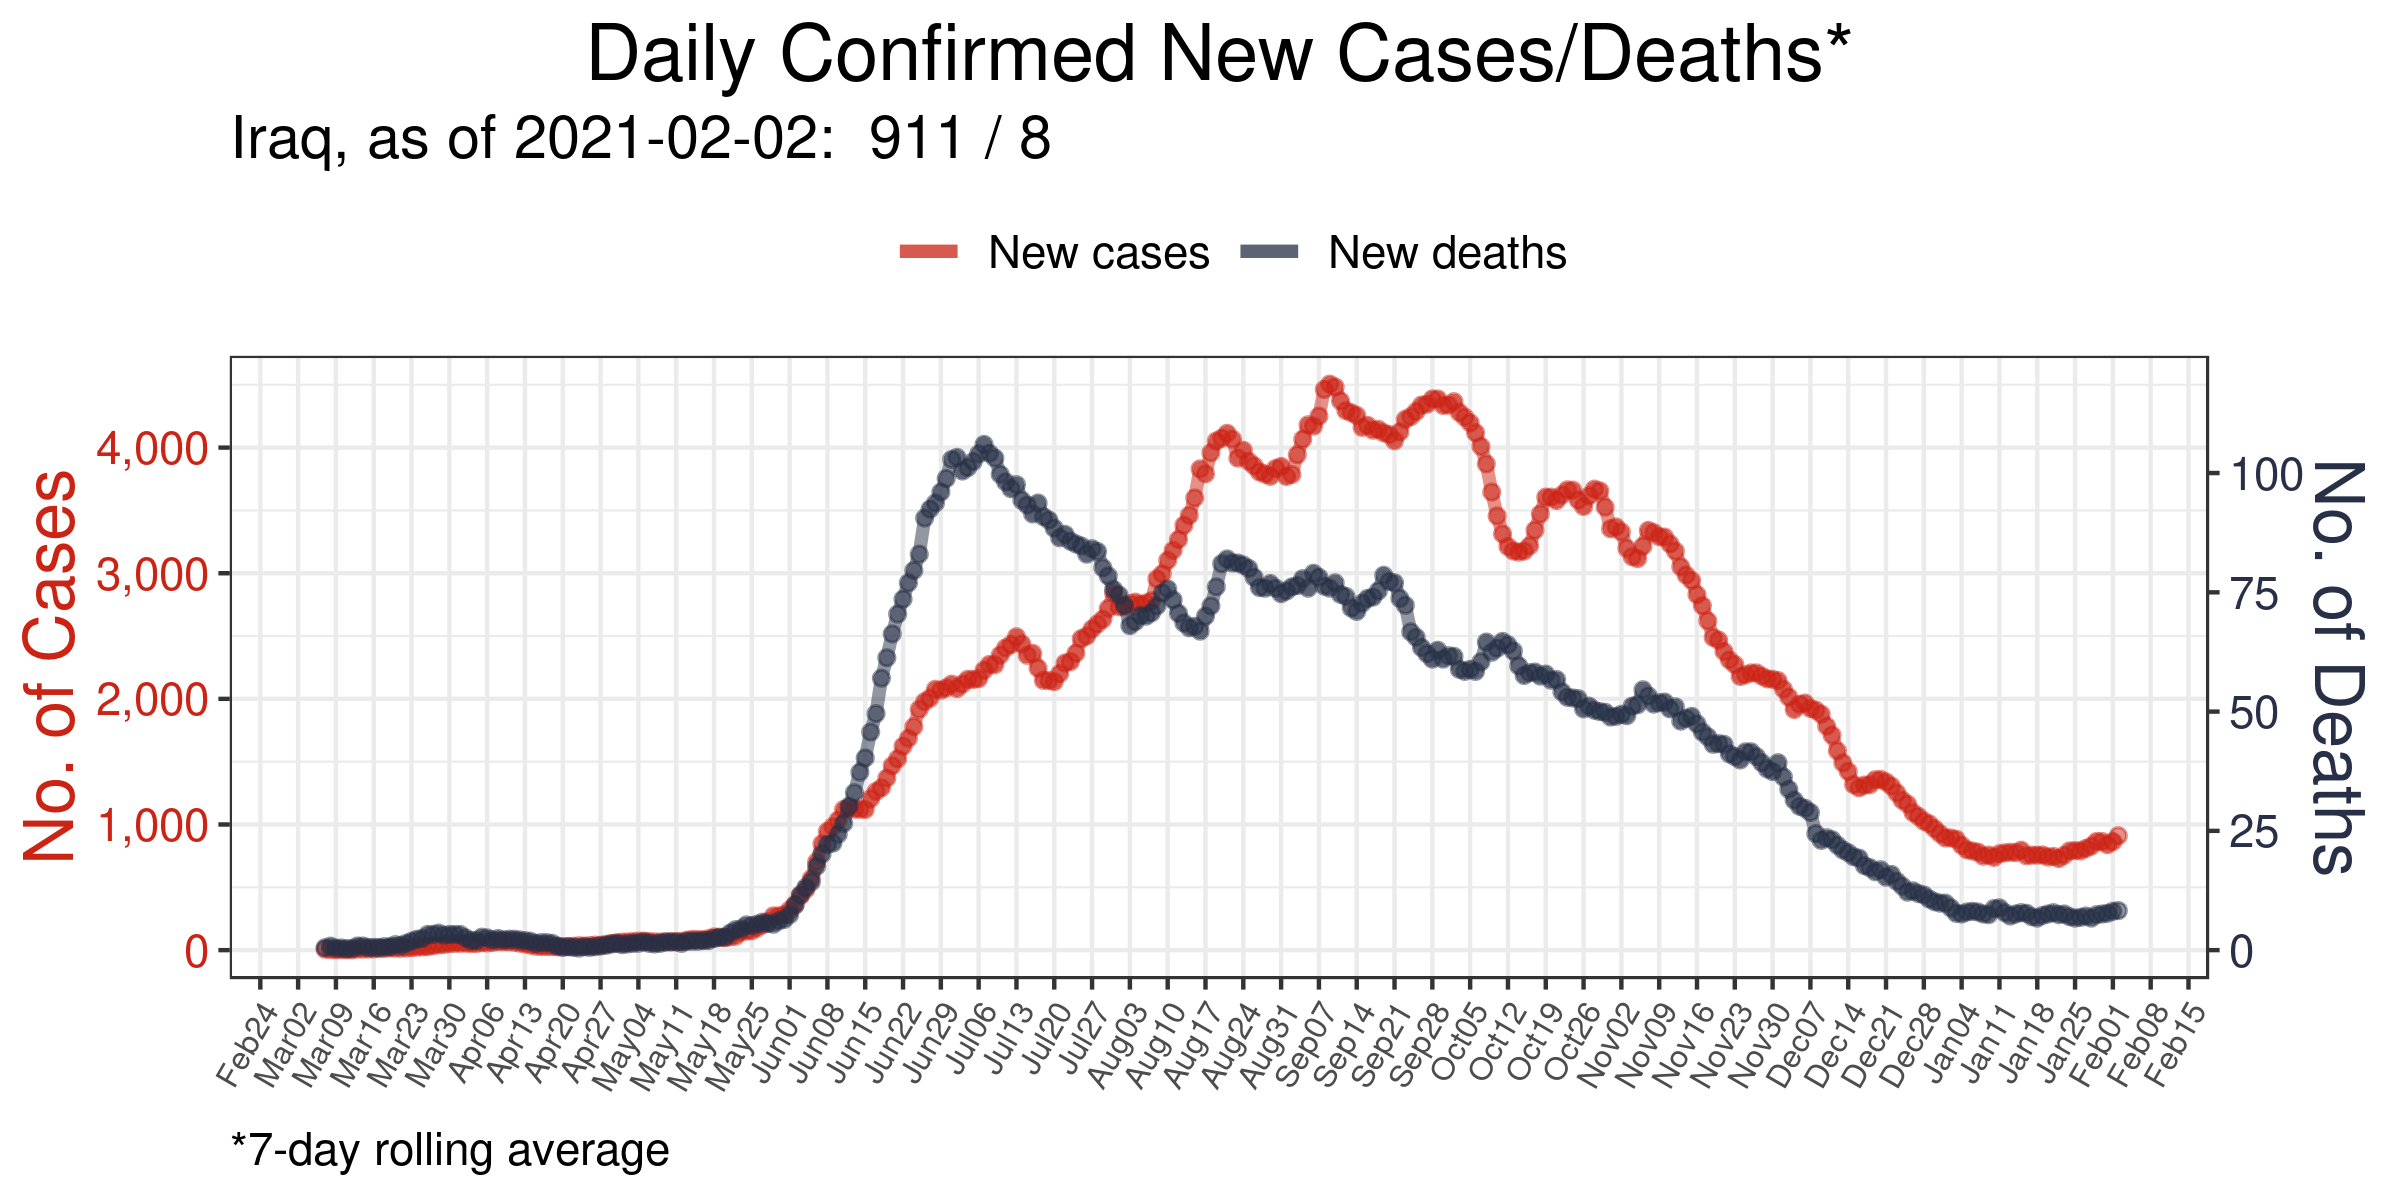 Daily Confirmed New Cases/Deaths*
Iraq, as of 2021-02-02:  911 / 8
New cases
New deaths
No. of Cases
4,000
3,000
2,000
1,000
0
100
75
50
25
0
No. of Deaths
Feb24
Mar02
Mar09
Mar16
Mar23
Mar30
Apr06
Apr13
Apr20
Apr27
May04
May11
May18
May25
Jun01
Jun08
Jun15
Jun22
Jun29
Jul06
Jul13
Jul20
Jul27
Aug03
Aug10
Aug17
Aug24
Aug31
Sep07
Sep14
Sep21
Sep28
Oct05
Oct12
Oct19
Oct26
Nov02
Nov09
Nov16
Nov23
Nov30
Dec07
Dec14
Dec21
Dec28
Jan04
Jan11
Jan18
Jan25
Feb01
Feb08
Feb15
*7-day rolling average